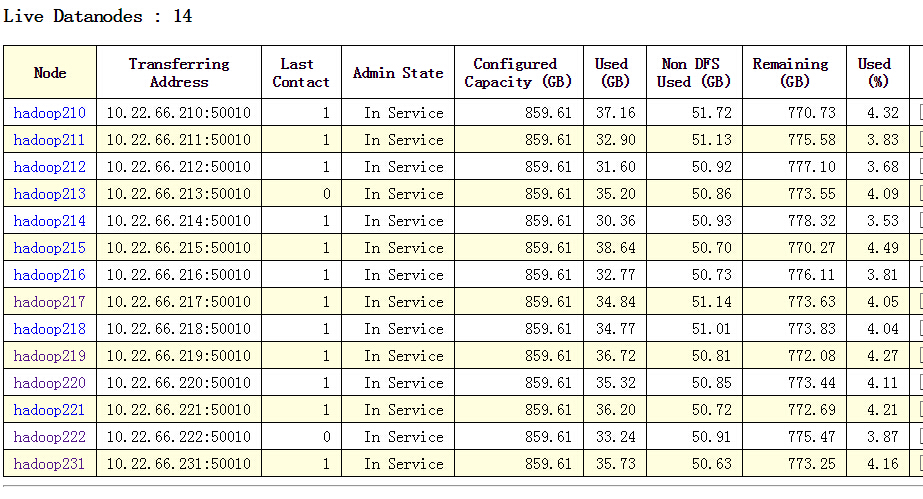 Live Datanodes : 14
Node Transferring Address Last Contact Admin State Configured Capacity (GB) Used (GB) Non DFS Used (GB) Remaining (GB) Used (%)
hadoop210 10.22.66.210:50010 1 In Service 859.61 37.16 51.72 770.73 4.32
hadoop211 10.22.66.211:50010 1 In Service 859.61 32.90 51.13 775.58 3.83
hadoop212 10.22.66.212:50010 1 In Service 859.61 31.60 50.92 777.10 3.68
hadoop213 10.22.66.213:50010 0 In Service 859.61 35.20 50.86 773.55 4.09
hadoop214 10.22.66.214:50010 1 In Service 859.61 30.36 50.93 778.32 3.53
hadoop215 10.22.66.215:50010 1 In Service 859.61 38.64 50.70 770.27 4.49
hadoop216 10.22.66.216:50010 1 In Service 859.61 32.77 50.73 776.11 3.81
hadoop217 10.22.66.217:50010 1 In Service 859.61 34.84 51.14 773.63 4.05
hadoop218 10.22.66.218:50010 1 In Service 859.61 34.77 51.01 773.83 4.04
hadoop219 10.22.66.219:50010 1 In Service 859.61 36.72 50.81 772.08 4.27
hadoop220 10.22.66.220:50010 1 In Service 859.61 35.32 50.85 773.44 4.11
hadoop221 10.22.66.221:50010 1 In Service 859.61 36.20 50.72 772.69 4.21
hadoop222 10.22.66.222:50010 0 In Service 859.61 33.24 50.91 775.47 3.87
hadoop231 10.22.66.231:50010 1 In Service 859.61 35.73 50.63 773.25 4.16